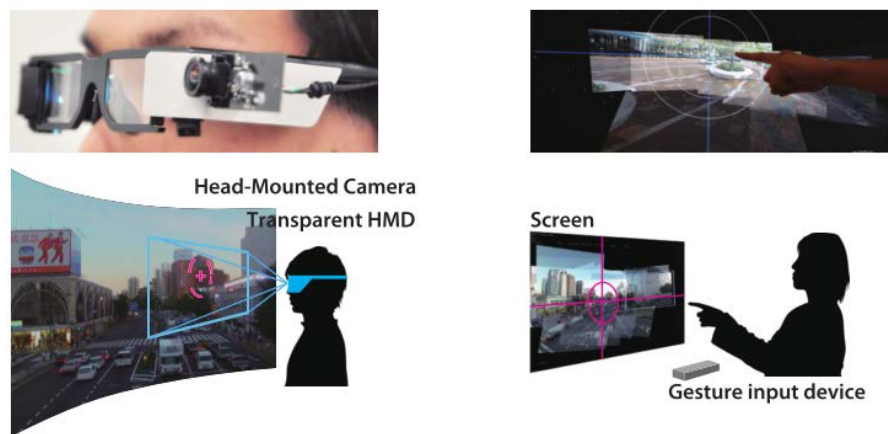 Head-Mounted Camera
Transparent HMD
Screen
Gesture input device